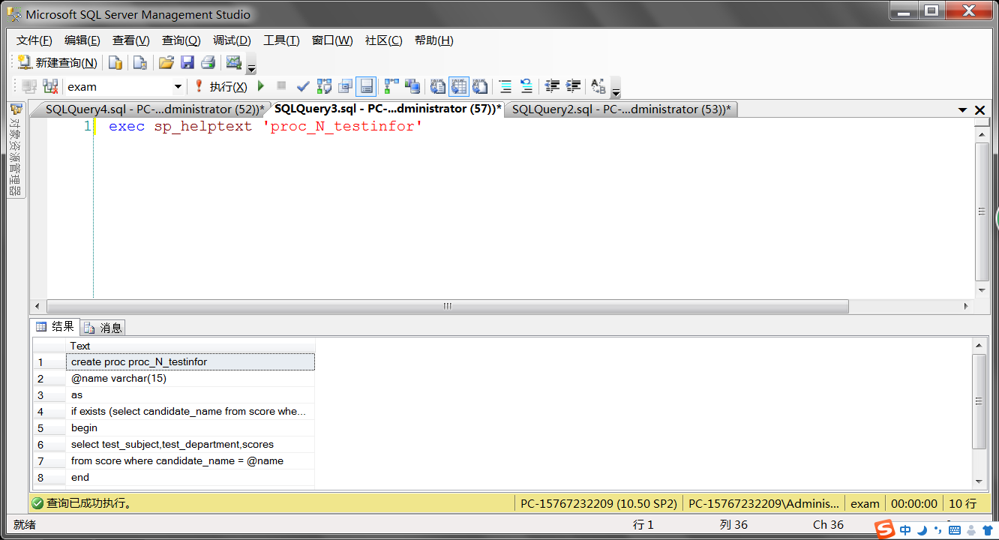 Microsoft SQL Server Management Studio
文件(F) 编辑(E) 查看(V) 查询(Q) 调试(D) 工具(T) 窗口(W) 社区(C) 帮助(H)
新建查询(N)
exam 执行(X)
SQLQuery4.sql - PC-...dministrator (52))* SQLQuery3.sql - PC-...dministrator (57))* SQLQuery2.sql - PC-...dministrator (53))*
对象资源管理器
1 exec sp_helptext 'proc_N_testinfor'
结果 消息
Text
1 create proc proc_N_testinfor
2 @name varchar(15)
3 as
4 if exists (select candidate_name from score whe...
5 begin
6 select test_subject,test_department,scores
7 from score where candidate_name = @name
8 end
查询已成功执行。 PC-15767232209 (10.50 SP2) PC-15767232209\Adminis... exam 00:00:00 10 行
就绪 行 1 列 36 Ch 36
S 中